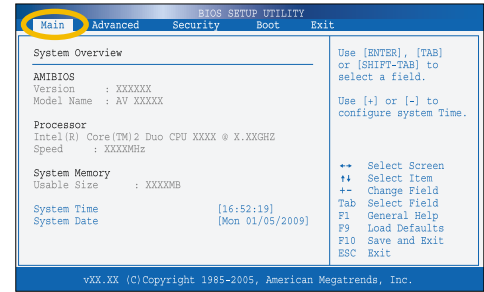 BIOS SETUP UTILITY
Main Advanced Security Boot Exit
System Overview
AMIBIOS
Version : XXXXXX
Model Name : AV XXXXX
Processor
Intel(R) Core(TM)2 Duo CPU XXXX @ X.XXGHZ
Speed : XXXXMHz
System Memory
Usable Size : XXXXMB
System Time [16:52:19]
System Date [Mon 01/05/2009]
Use [ENTER], [TAB]
or [SHIFT-TAB] to
select a field.
Use [+] or [-] to
configure system Time.
↔ Select Screen
↑↓ Select Item
+- Change Field
Tab Select Field
F1 General Help
F9 Load Defaults
F10 Save and Exit
ESC Exit
vXX.XX (C)Copyright 1985-2005, American Megatrends, Inc.